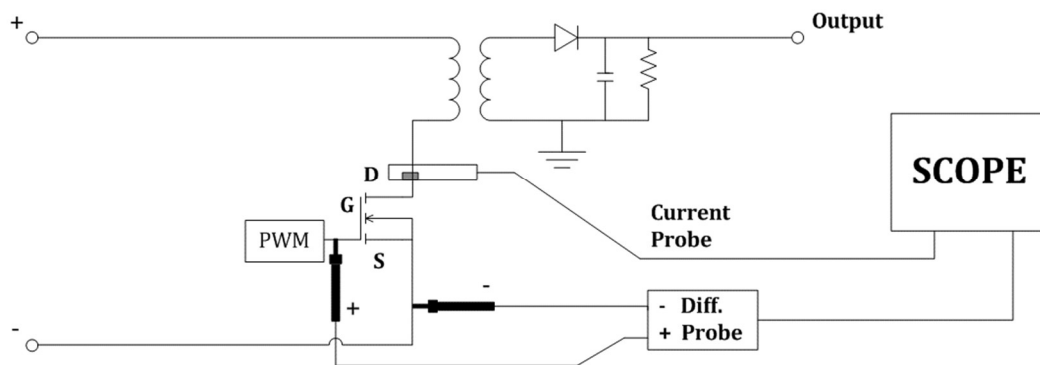 +
Output
D
SCOPE
G
Current
Probe
PWM
S
+
-
- Diff.
+ Probe
-